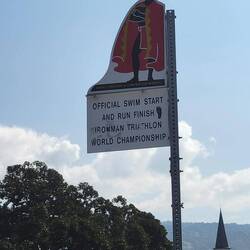 OFFICIAL SWIM START
AND RUN FINISH
IRONMAN TRIATHLON
WORLD CHAMPIONSHIP